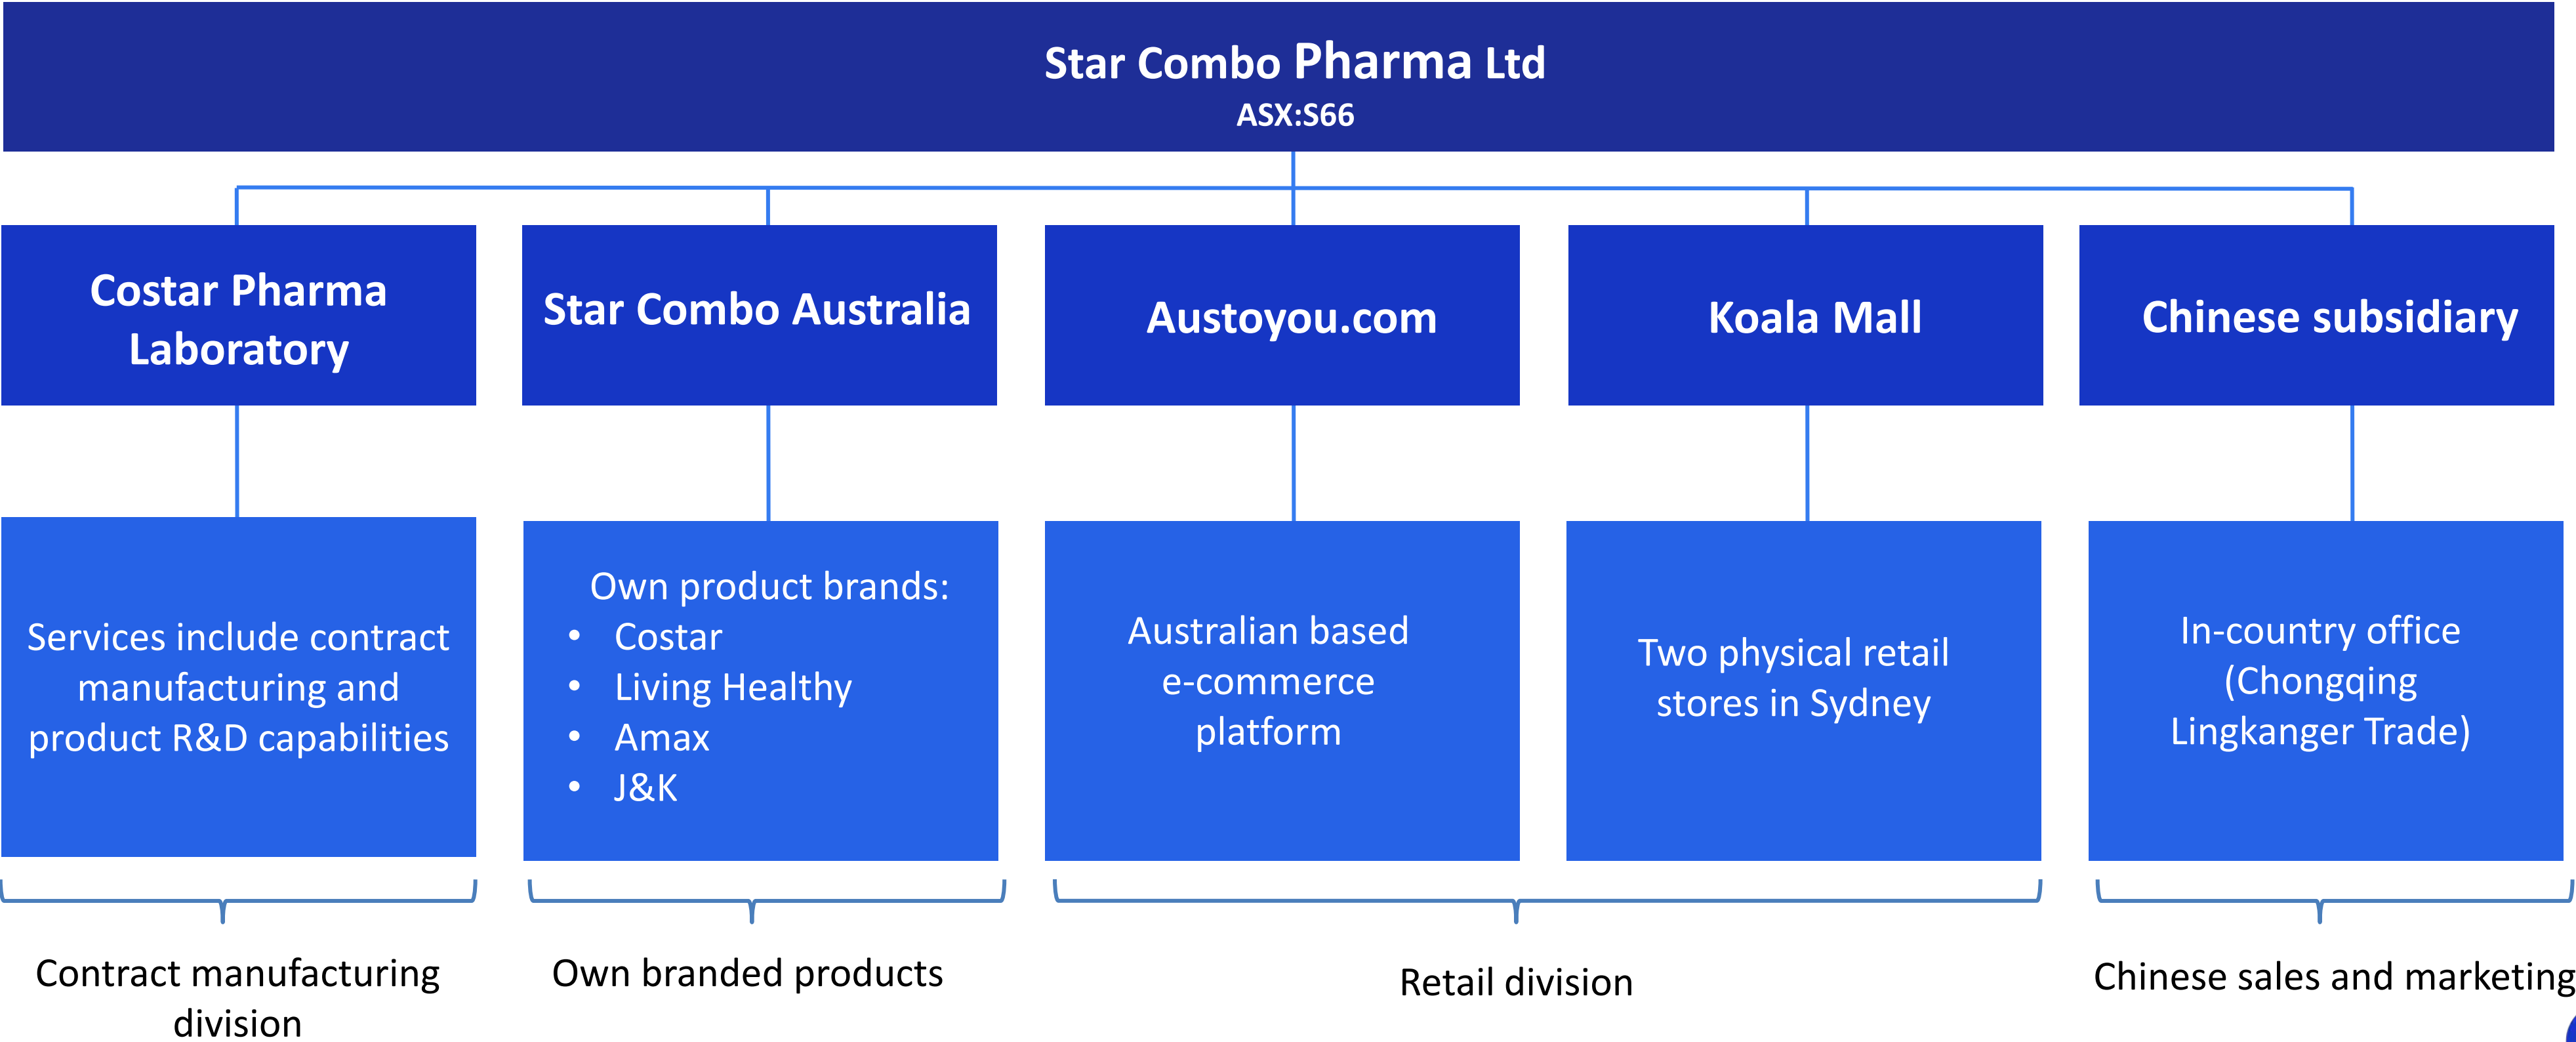 Star Combo Pharma Ltd
ASX:S66
Costar Pharma
Laboratory
Star Combo Australia
Austoyou.com
Koala Mall
Chinese subsidiary
Services include contract
manufacturing and
product R&D capabilities
Own product brands:
• Costar
• Living Healthy
• Amax
• J&K
Australian based
e-commerce
platform
Two physical retail
stores in Sydney
In-country office
(Chongqing
Lingkanger Trade)
Contract manufacturing
division
Own branded products
Retail division
Chinese sales and marketing